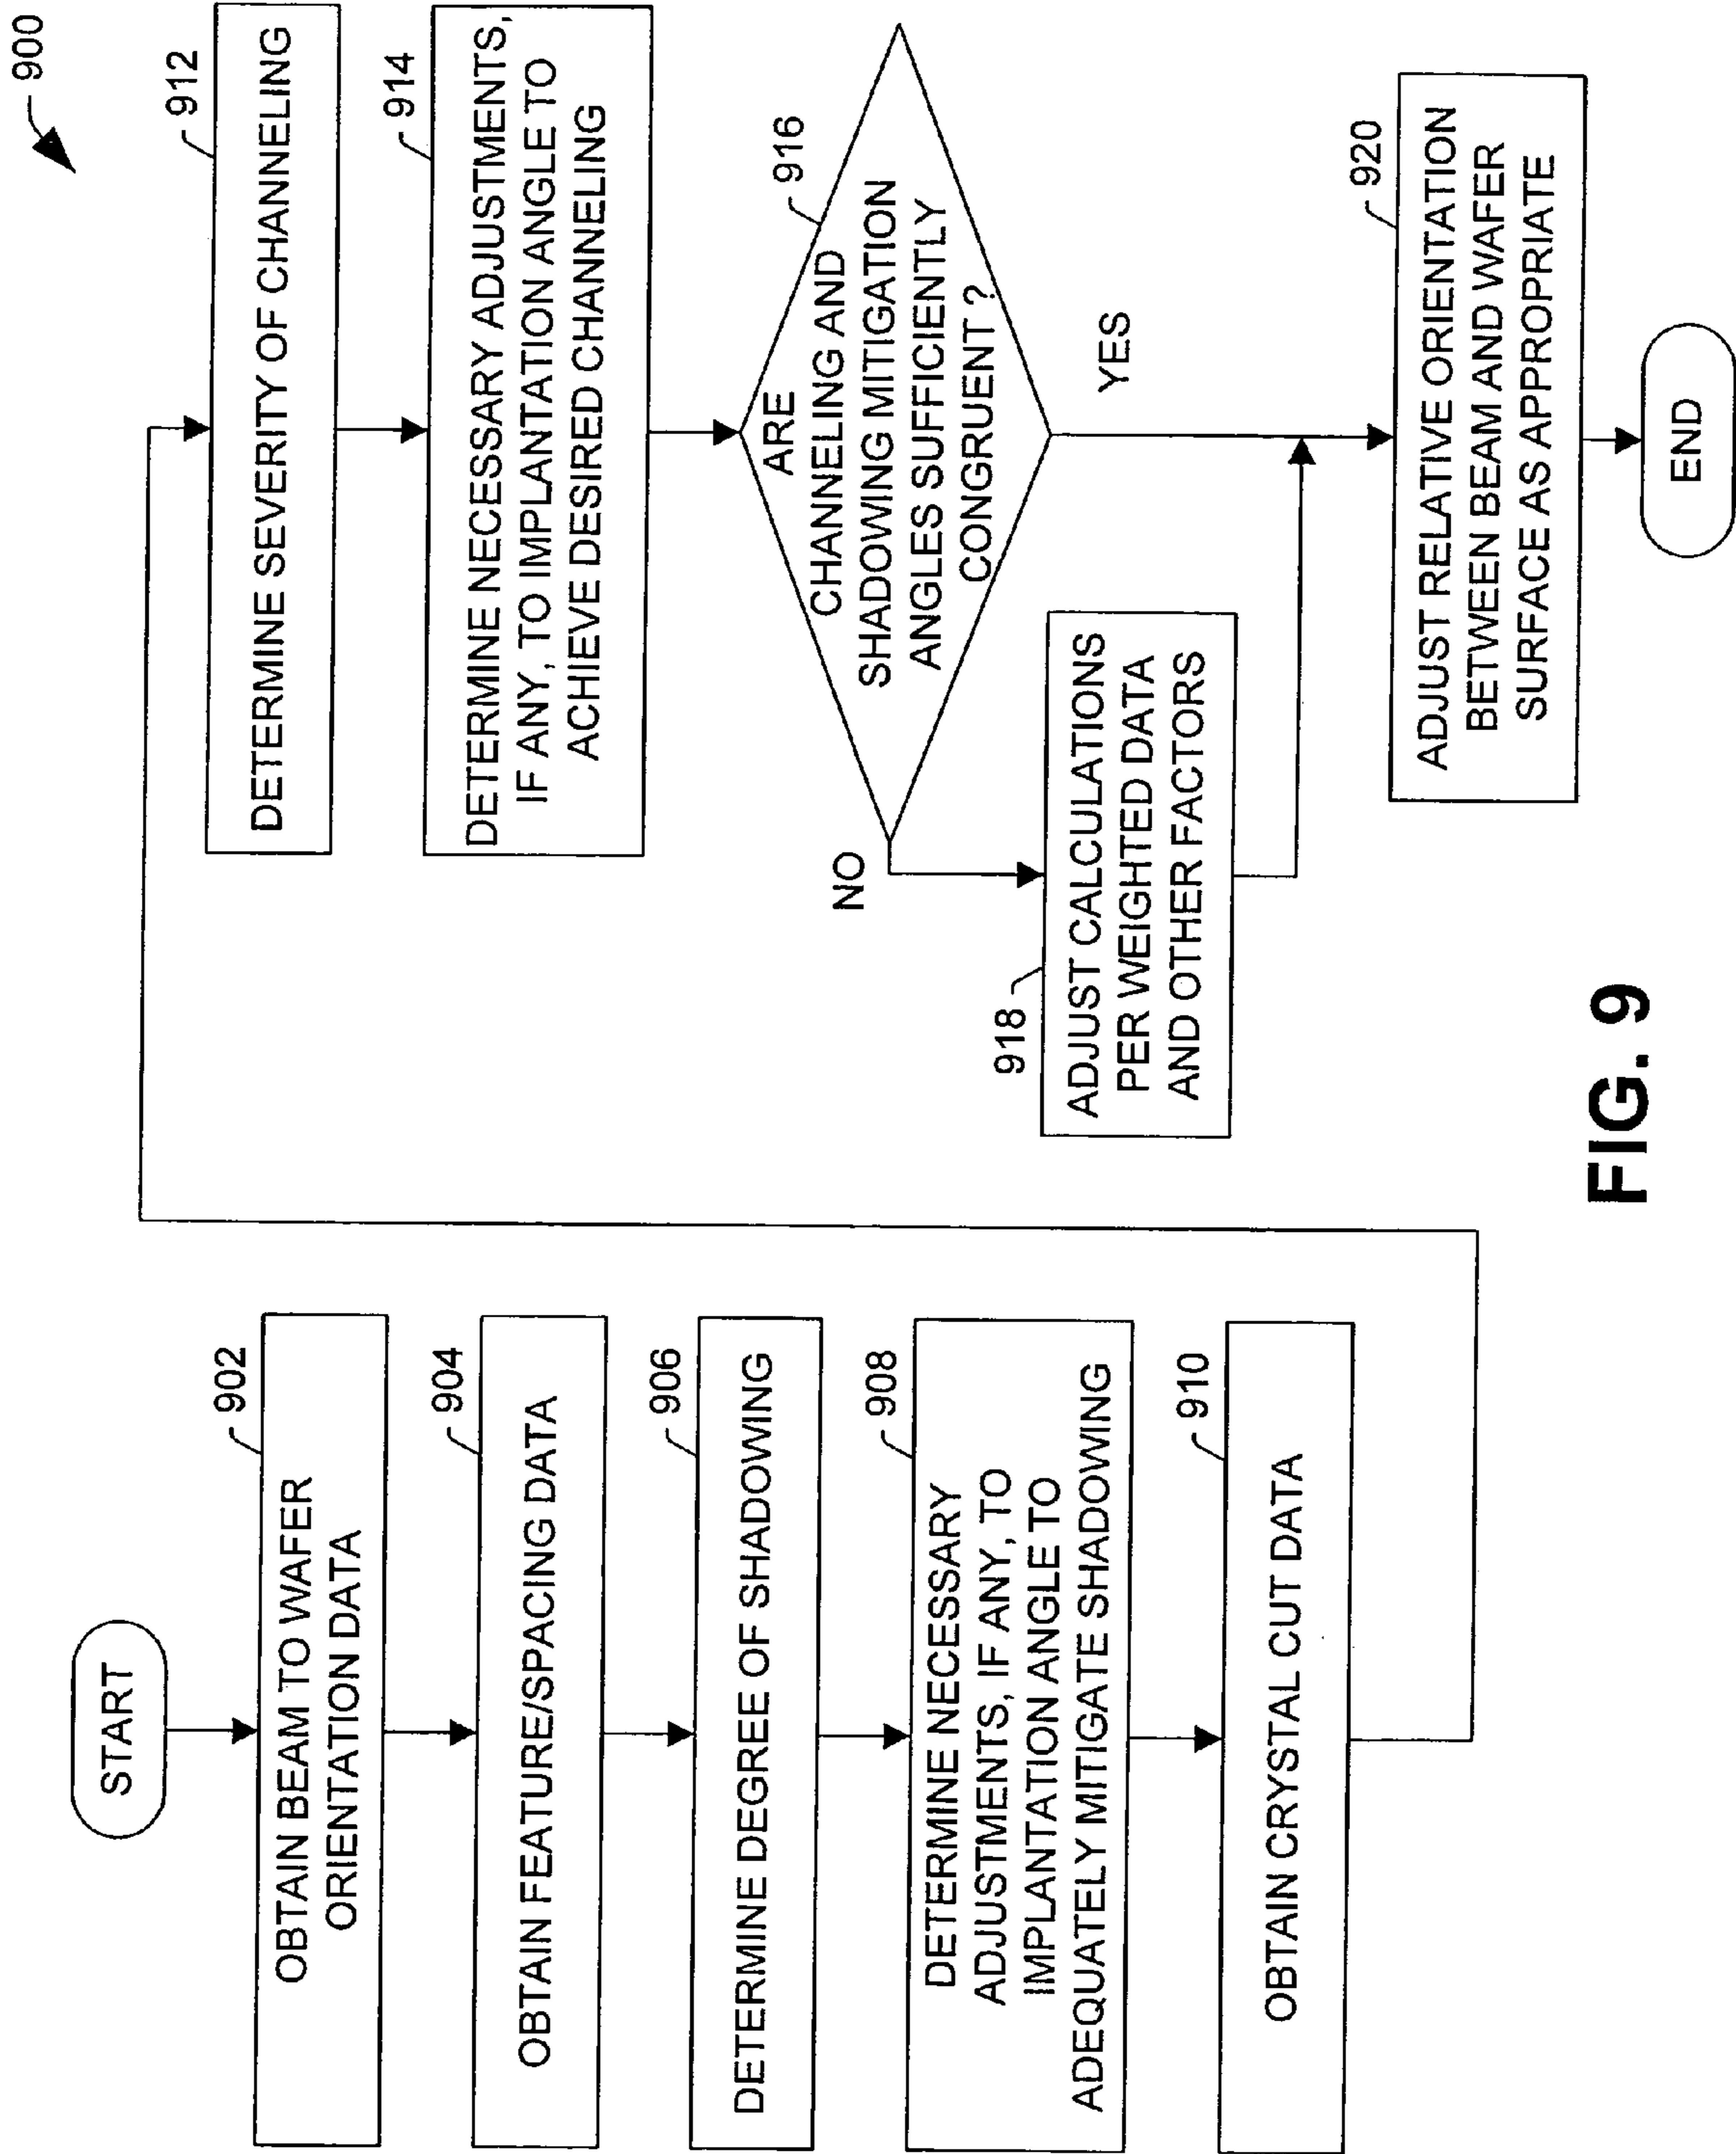 900
START
902
OBTAIN BEAM TO WAFER
ORIENTATION DATA
904
OBTAIN FEATURE/SPACING DATA
906
DETERMINE DEGREE OF SHADOWING
908
DETERMINE NECESSARY
ADJUSTMENTS, IF ANY, TO
IMPLANTATION ANGLE TO
ADEQUATELY MITIGATE SHADOWING
910
OBTAIN CRYSTAL CUT DATA
912
DETERMINE SEVERITY OF CHANNELING
914
DETERMINE NECESSARY ADJUSTMENTS,
IF ANY, TO IMPLANTATION ANGLE TO
ACHIEVE DESIRED CHANNELING
916
ARE
CHANNELING AND
SHADOWING MITIGATION
ANGLES SUFFICIENTLY
CONGRUENT ?
NO
YES
918
ADJUST CALCULATIONS
PER WEIGHTED DATA
AND OTHER FACTORS
920
ADJUST RELATIVE ORIENTATION
BETWEEN BEAM AND WAFER
SURFACE AS APPROPRIATE
END
FIG. 9